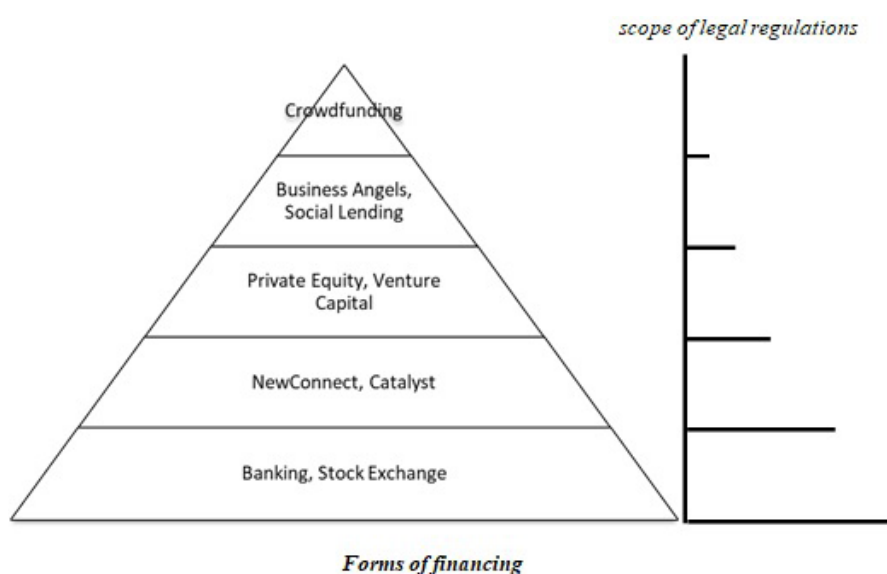 scope of legal regulations
Crowdfunding
Business Angels,
Social Lending
Private Equity, Venture
Capital
NewConnect, Catalyst
Banking, Stock Exchange
Forms of financing